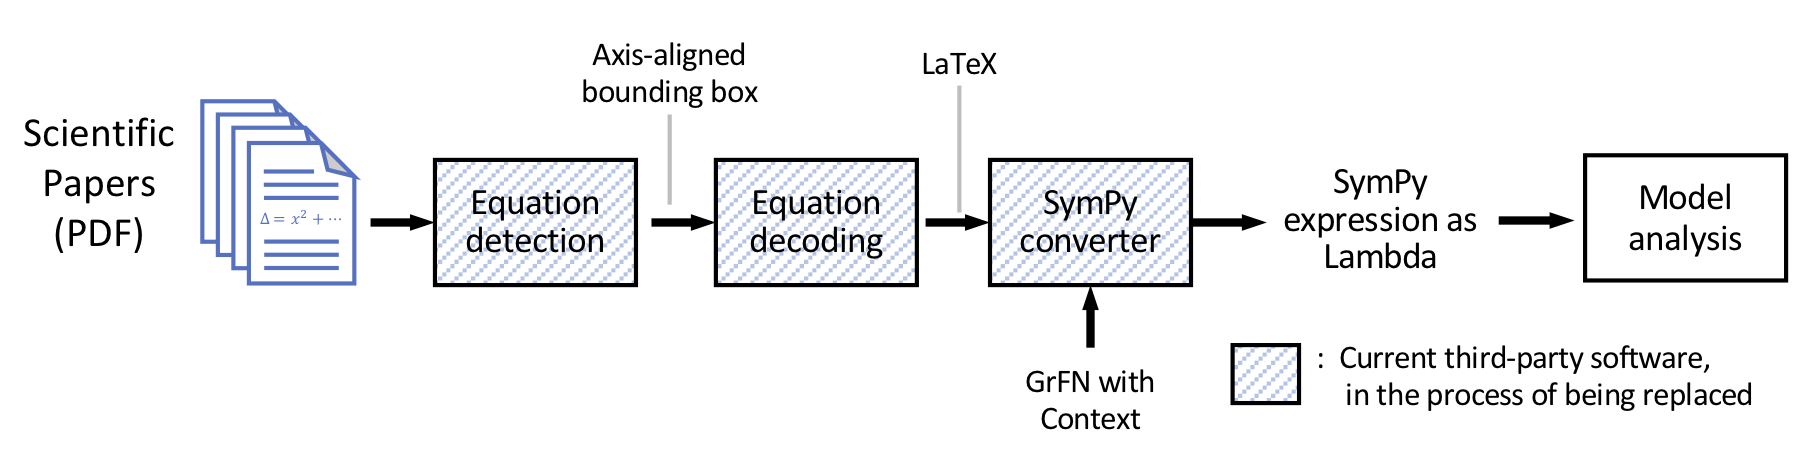 Scientific
Papers
(PDF)
Δ = x² + ⋯
Axis-aligned
bounding box
LaTeX
Equation
detection
Equation
decoding
SymPy
converter
SymPy
expression as
Lambda
Model
analysis
GrFN with
Context
: Current third-party software,
in the process of being replaced